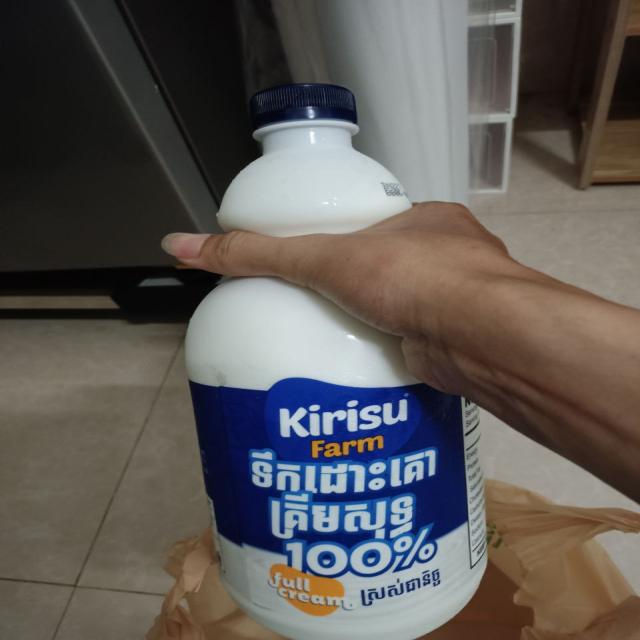 Kirisu
Farm
ទឹកដោះគោ
គ្រីមសុទ្ធ
100%
full
cream
ស្រស់ជានិច្ច